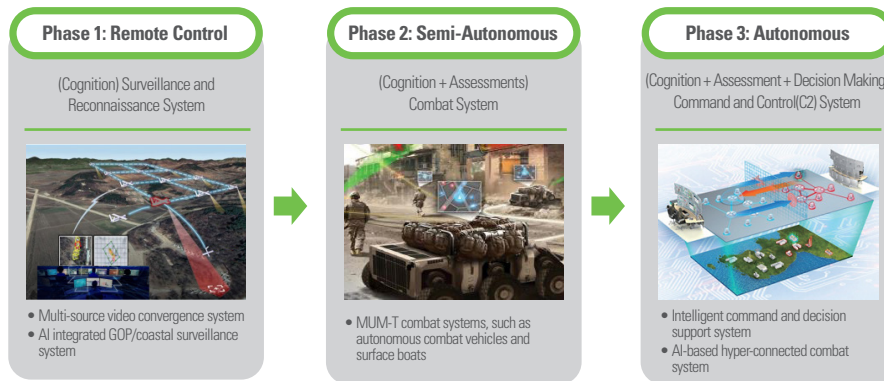 Phase 1: Remote Control
(Cognition) Surveillance and
Reconnaissance System
• Multi-source video convergence system
• AI integrated GOP/coastal surveillance
system
Phase 2: Semi-Autonomous
(Cognition + Assessments)
Combat System
• MUM-T combat systems, such as
autonomous combat vehicles and
surface boats
Phase 3: Autonomous
(Cognition + Assessment + Decision Making
Command and Control(C2) System
• Intelligent command and decision
support system
• AI-based hyper-connected combat
system